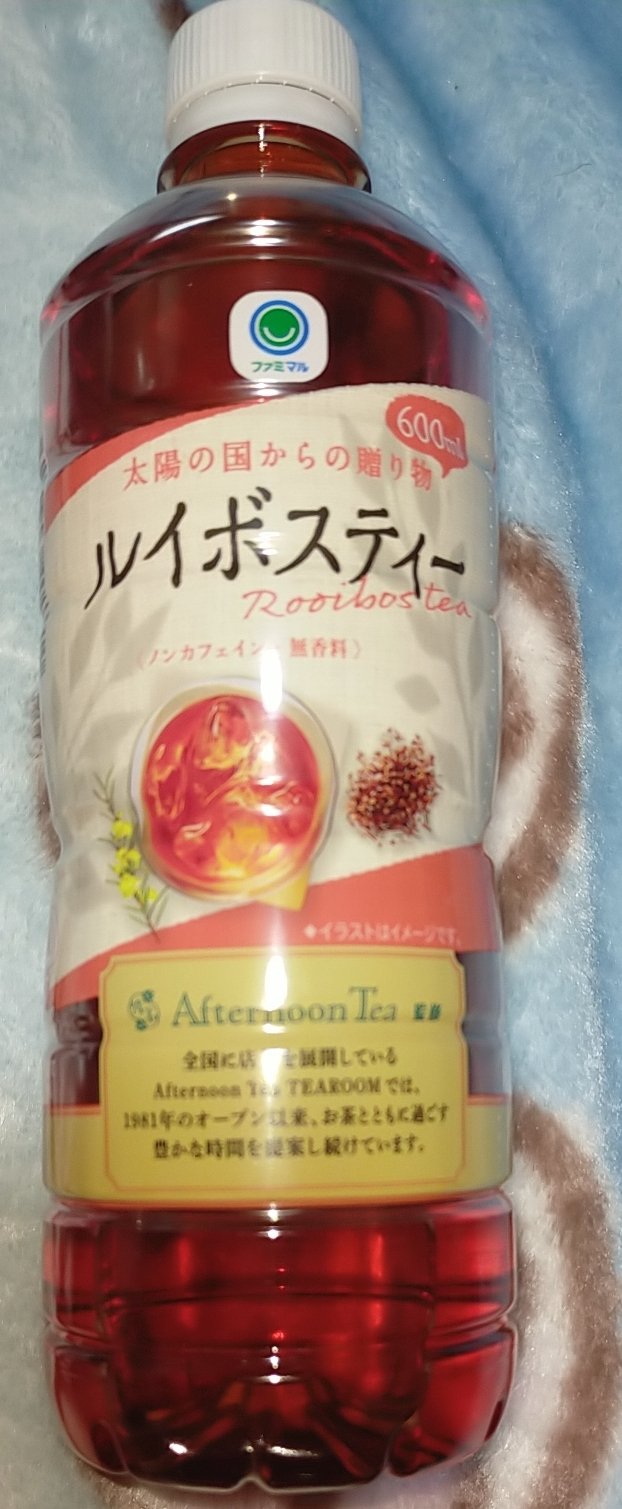 ファミマル
600ml
太陽の国からの贈り物
ルイボスティー
Rooibos tea
(ノンカフェイン・無香料)
◆イラストはイメージです。
Afternoon Tea 監修
全国に店を展開している
Afternoon Tea TEAROOMでは、
1981年のオープン以来、お茶とともに過ごす
豊かな時間を提案し続けています。